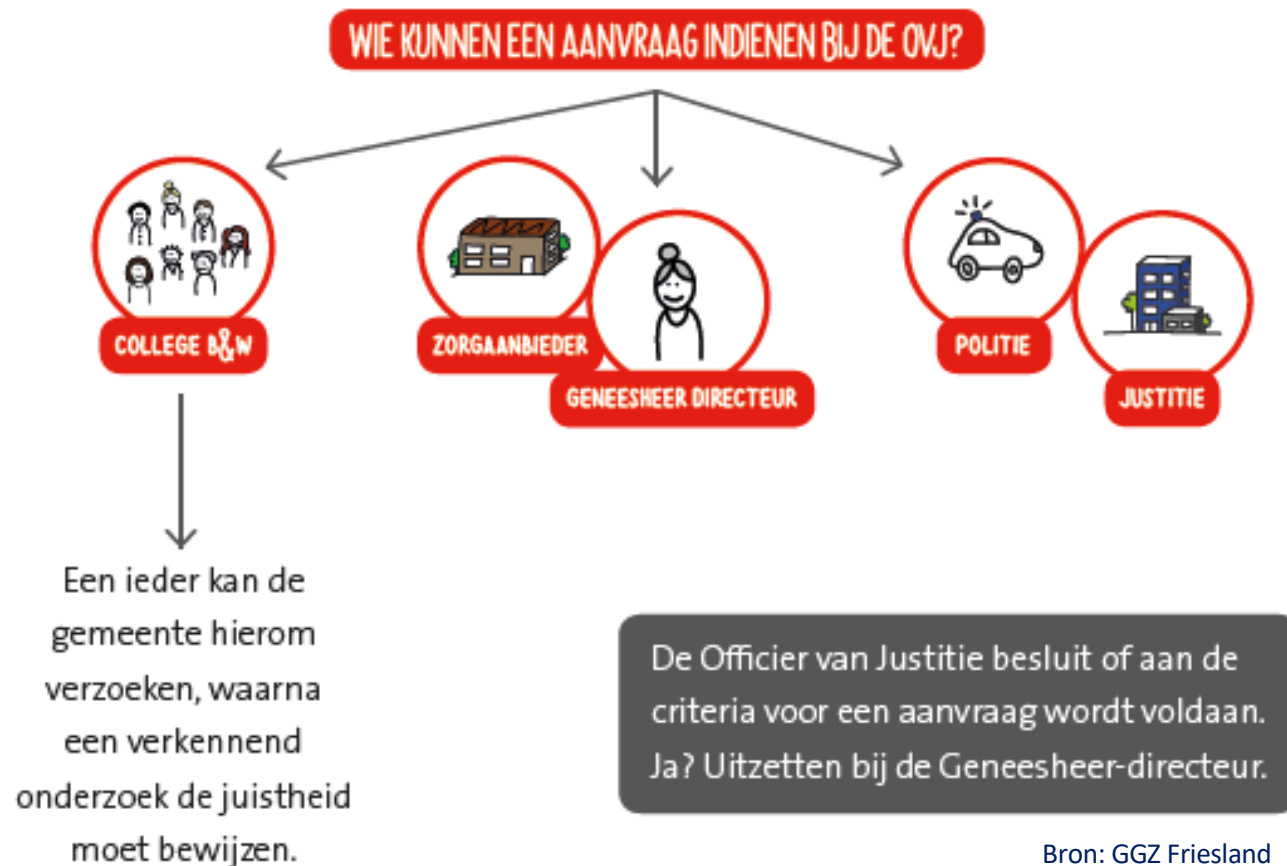 WIE KUNNEN EEN AANVRAAG INDIENEN BIJ DE OVJ?
COLLEGE B&W
ZORGAANBIEDER
GENEESHEER DIRECTEUR
POLITIE
JUSTITIE
Een ieder kan de
gemeente hierom
verzoeken, waarna
een verkennend
onderzoek de juistheid
moet bewijzen.
De Officier van Justitie besluit of aan de
criteria voor een aanvraag wordt voldaan.
Ja? Uitzetten bij de Geneesheer-directeur.
Bron: GGZ Friesland